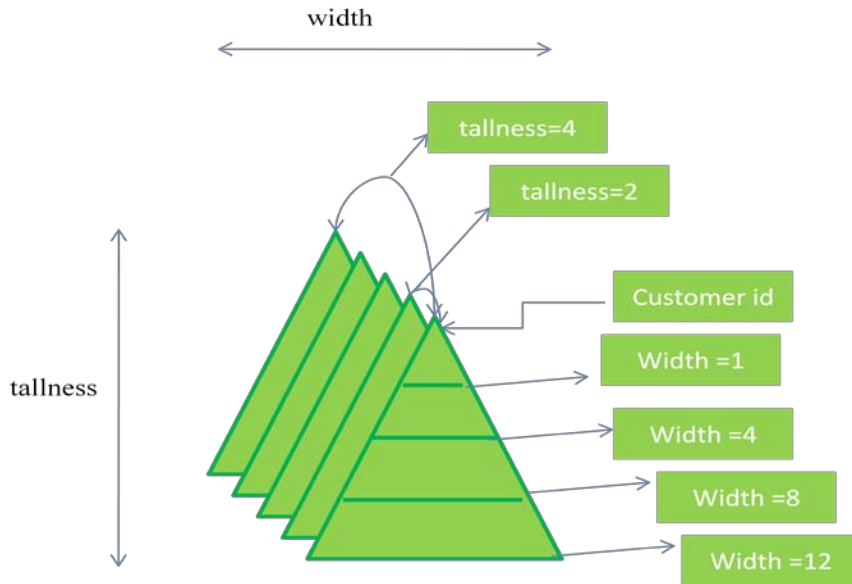 width
tallness=4
tallness=2
Customer id
Width =1
tallness
Width =4
Width =8
Width =12